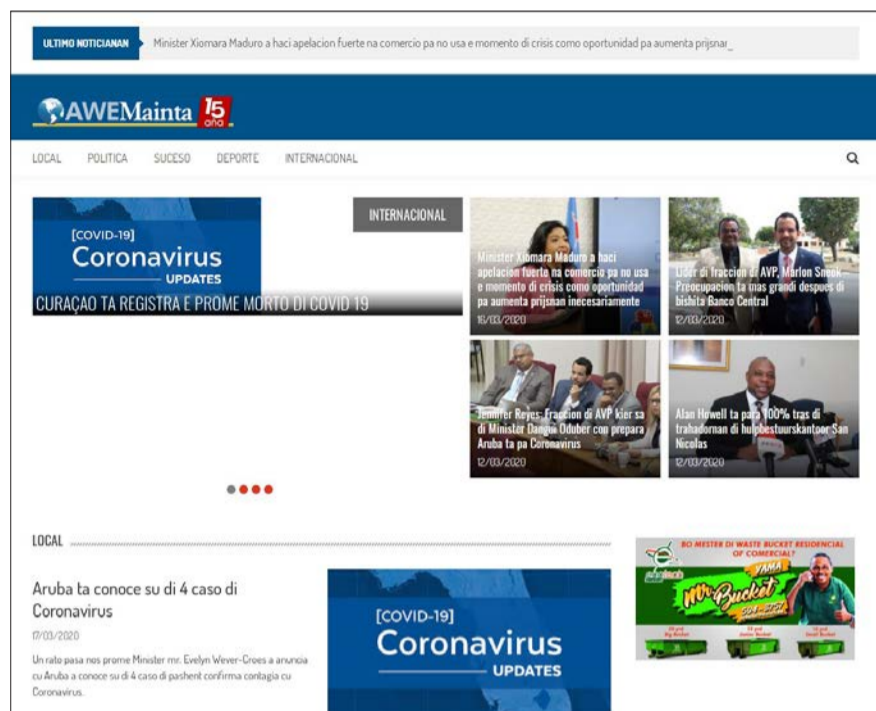 ULTIMO NOTICIANAN
Minister Xiomara Maduro a haci apelacion fuerte na comercio pa no usa e momento di crisis como oportunidad pa aumenta prijsnar_
AWEMainta 15
aña
LOCAL POLITICA SUCESO DEPORTE INTERNACIONAL
[COVID-19]
Coronavirus
UPDATES
INTERNACIONAL
CURAÇAO TA REGISTRA E PROME MORTO DI COVID 19
Minister Xiomara Maduro a haci
apelacion fuerte na comercio pa no usa
e momento di crisis como oportunidad
pa aumenta prijsnan inecesariamente
16/03/2020
Lider di fraccion di AVP, Marlon Sneek
Preocupacion ta mas grandi despues di
bishita Banco Central
12/03/2020
Jennifer Reyes: Fraccion di AVP kier sa
di Minister Dangui Oduber con prepara
Aruba ta pa Coronavirus
12/03/2020
Alan Howell ta para 100% tras di
trahadornan di hulpbestuurskantoor San
Nicolas
12/03/2020
LOCAL
Aruba ta conoce su di 4 caso di
Coronavirus
17/03/2020
Un rato pasa nos prome Minister mr. Evelyn Wever-Croes a anuncia
cu Aruba a conoce su di 4 caso di pashent confirma contagia cu
Coronavirus.
[COVID-19]
Coronavirus
UPDATES
BO MESTER DI WASTE BUCKET RESIDENCIAL
OF COMERCIAL?
YAMA
Mr Bucket
ecotech